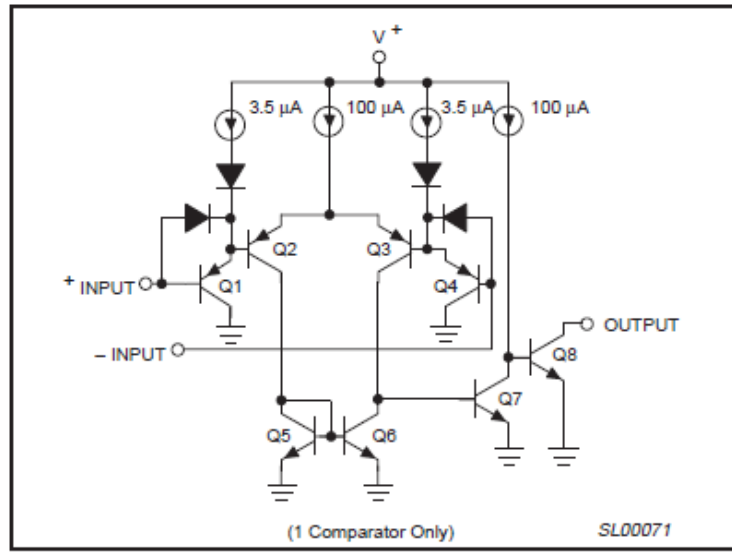 V +
3.5 μA
100 μA
3.5 μA
100 μA
Q2
Q3
+ INPUT
Q1
Q4
– INPUT
OUTPUT
Q8
Q7
Q5
Q6
(1 Comparator Only)
SL00071